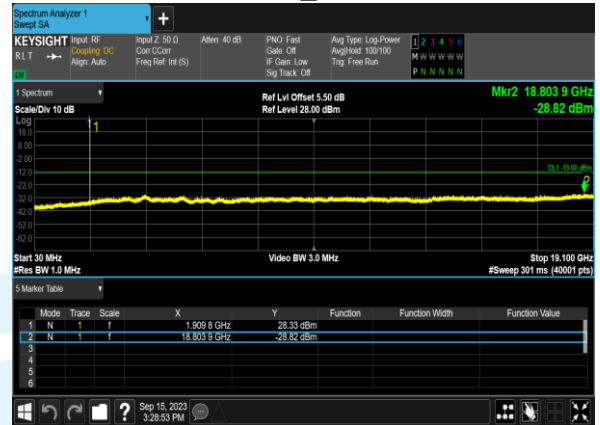 Spectrum Analyzer 1
Swept SA
+
KEYSIGHT Input: RF Input Z: 50 Ω Atten: 40 dB PNO: Fast Avg Type: Log-Power 1 2 3 4 5 6
RLT Coupling: DC Corr CCorr Gate: Off Avg|Hold: 100/100 M W W W W W
Align: Auto Freq Ref: Int (S) IF Gain: Low Trig: Free Run P N N N N N
LW Sig Track: Off
1 Spectrum Ref Lvl Offset 5.50 dB Mkr2 18.803 9 GHz
Scale/Div 10 dB Ref Level 28.00 dBm -28.82 dBm
Log
18.0 1
8.00
-2.00
-12.0 DL1 -13.00 dBm
-22.0 2
-32.0
-42.0
-52.0
-62.0
Start 30 MHz Video BW 3.0 MHz Stop 19.100 GHz
#Res BW 1.0 MHz #Sweep 301 ms (40001 pts)
5 Marker Table
Mode Trace Scale X Y Function Function Width Function Value
1 N 1 f 1.909 8 GHz 28.33 dBm
2 N 1 f 18.803 9 GHz -28.82 dBm
3
4
5
6
? Sep 15, 2023
3:28:53 PM